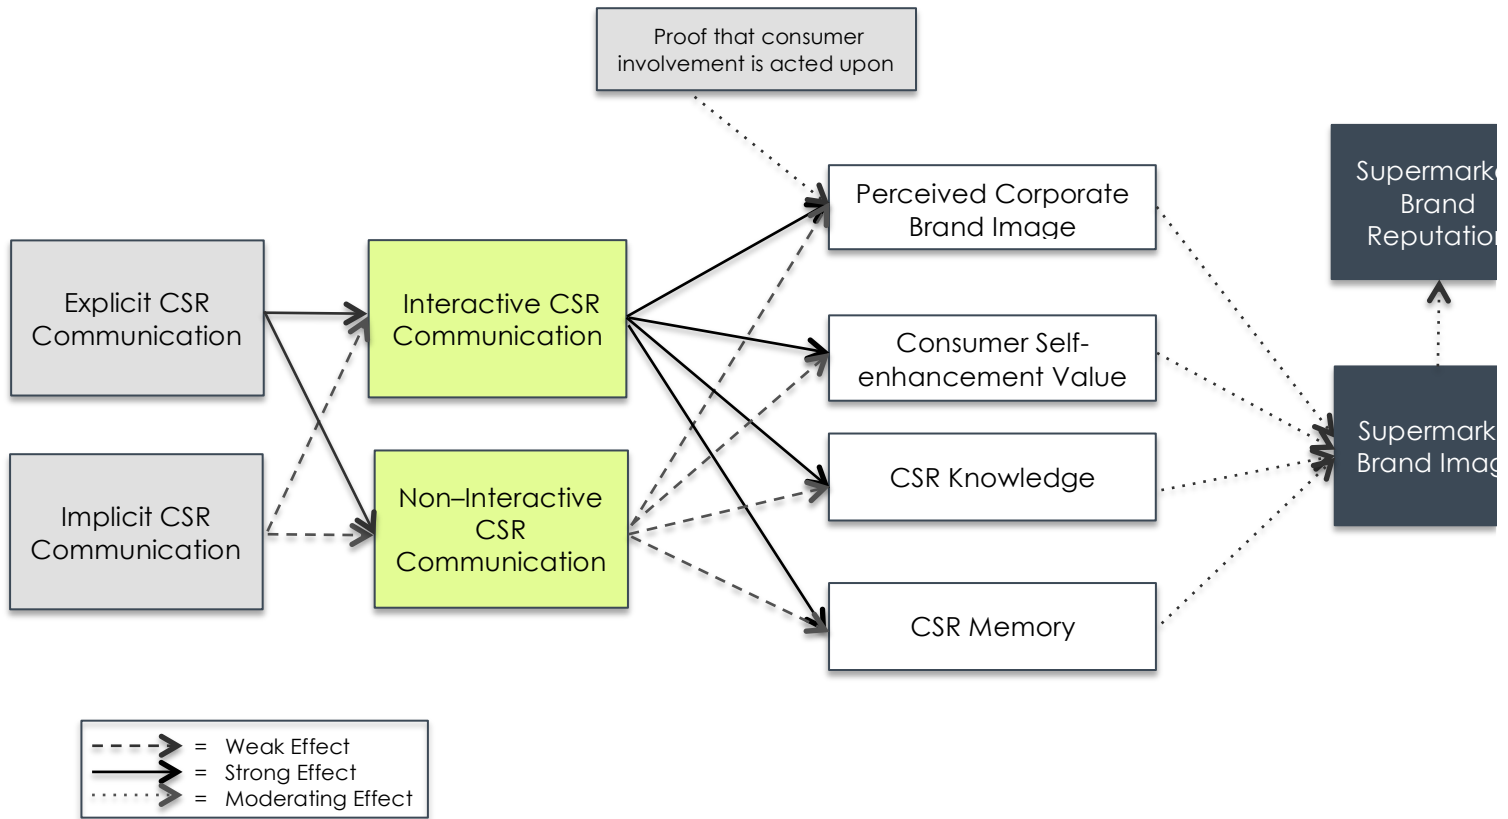 Proof that consumer
involvement is acted upon
Perceived Corporate
Brand Image
Brand
Explicit CSR
Communication
Interactive CSR
Communication
Consumer Self-
enhancement Value
Brand
Implicit CSR
Communication
Non–Interactive
CSR
Communication
CSR Knowledge
CSR Memory
= Weak Effect
= Strong Effect
= Moderating Effect